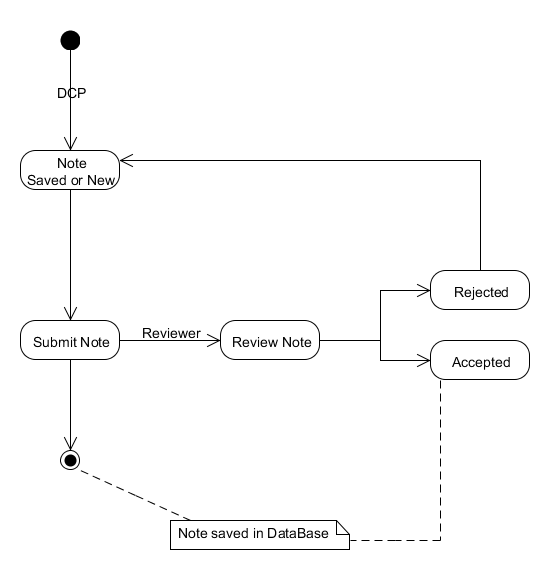 DCP
Note
Saved or New
Rejected
Submit Note
Reviewer
Review Note
Accepted
Note saved in DataBase